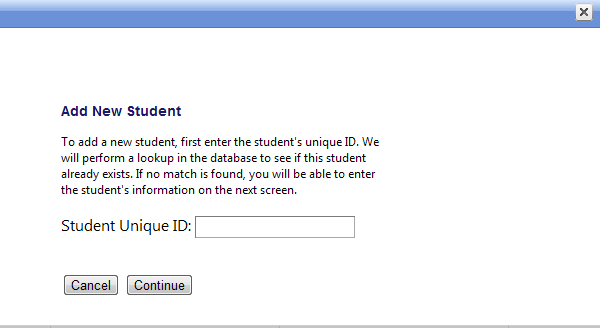 Add New Student
To add a new student, first enter the student's unique ID. We
will perform a lookup in the database to see if this student
already exists. If no match is found, you will be able to enter
the student's information on the next screen.
Student Unique ID:
Cancel Continue